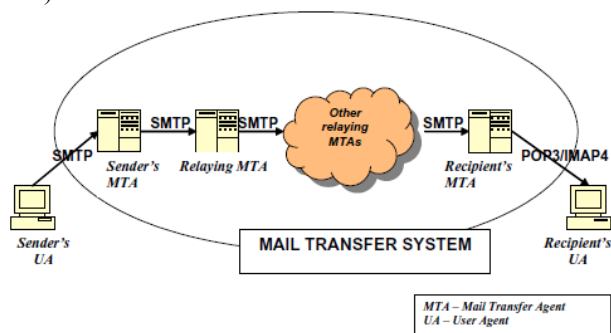 )
SMTP
Sender's
UA
Sender's
MTA
SMTP
Relaying MTA
SMTP
Other
relaying
MTAs
SMTP
Recipient's
MTA
POP3/IMAP4
Recipient's
UA
MAIL TRANSFER SYSTEM
MTA – Mail Transfer Agent
UA – User Agent